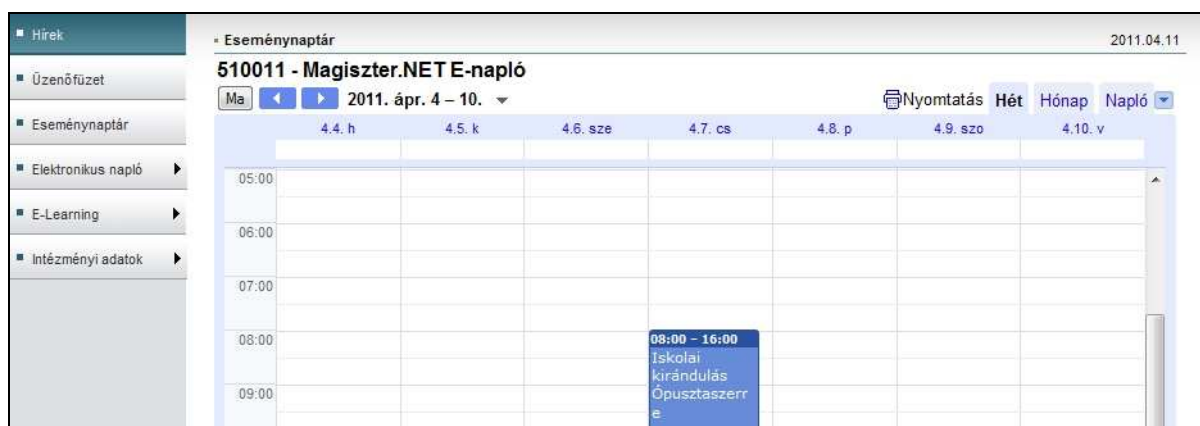 Hírek
Üzenőfüzet
Eseménynaptár
Elektronikus napló
E-Learning
Intézményi adatok
Eseménynaptár 2011.04.11
510011 - Magiszter.NET E-napló
Ma 2011. ápr. 4 – 10. Nyomtatás Hét Hónap Napló
4.4. h 4.5. k 4.6. sze 4.7. cs 4.8. p 4.9. szo 4.10. v
05:00
06:00
07:00
08:00
09:00
08:00 – 16:00
Iskolai
kirándulás
Ópusztaszerr
e